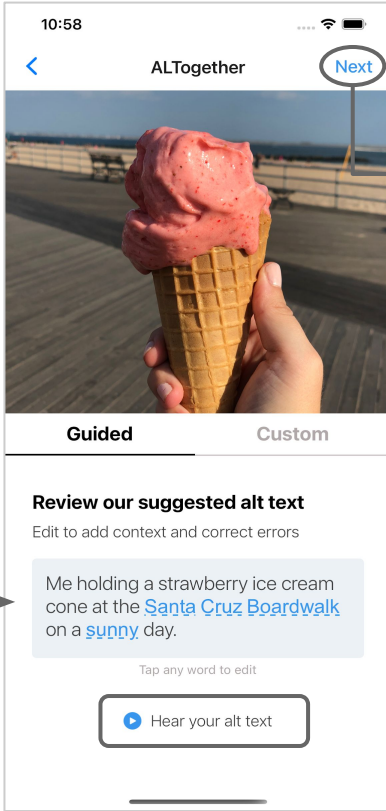 10:58
ALTogether
Next
Guided
Custom
Review our suggested alt text
Edit to add context and correct errors
Me holding a strawberry ice cream
cone at the Santa Cruz Boardwalk
on a sunny day.
Tap any word to edit
Hear your alt text